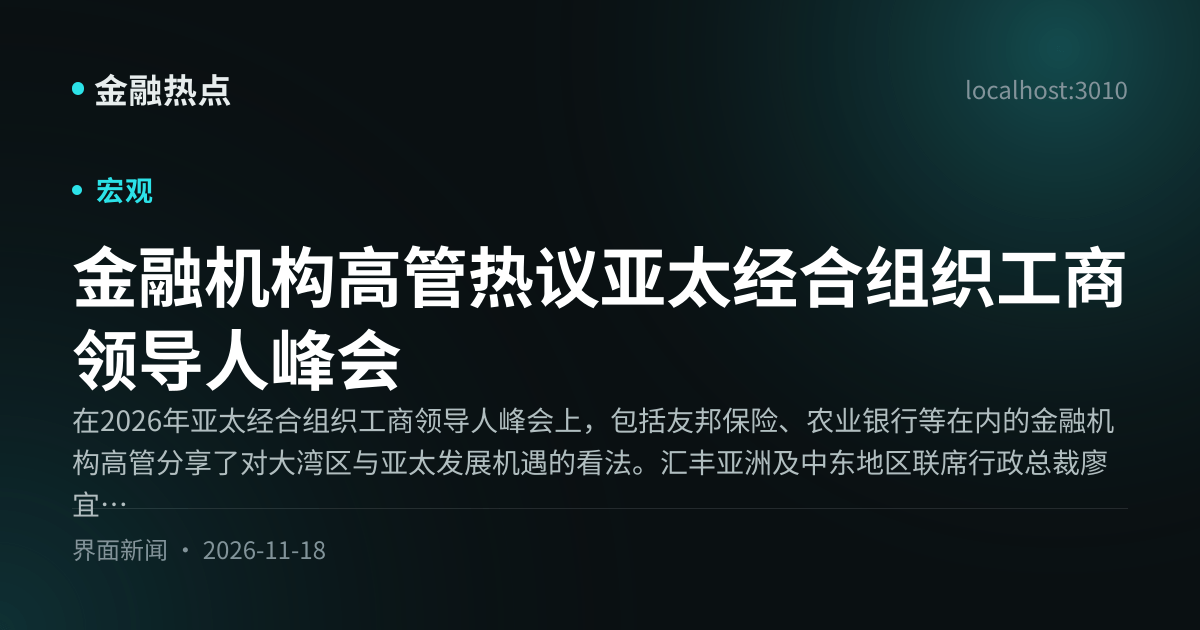 金融热点
localhost:3010
宏观
金融机构高管热议亚太经合组织工商
领导人峰会
在2026年亚太经合组织工商领导人峰会上，包括友邦保险、农业银行等在内的金融机
构高管分享了对大湾区与亚太发展机遇的看法。汇丰亚洲及中东地区联席行政总裁廖
宜…
界面新闻 • 2026-11-18